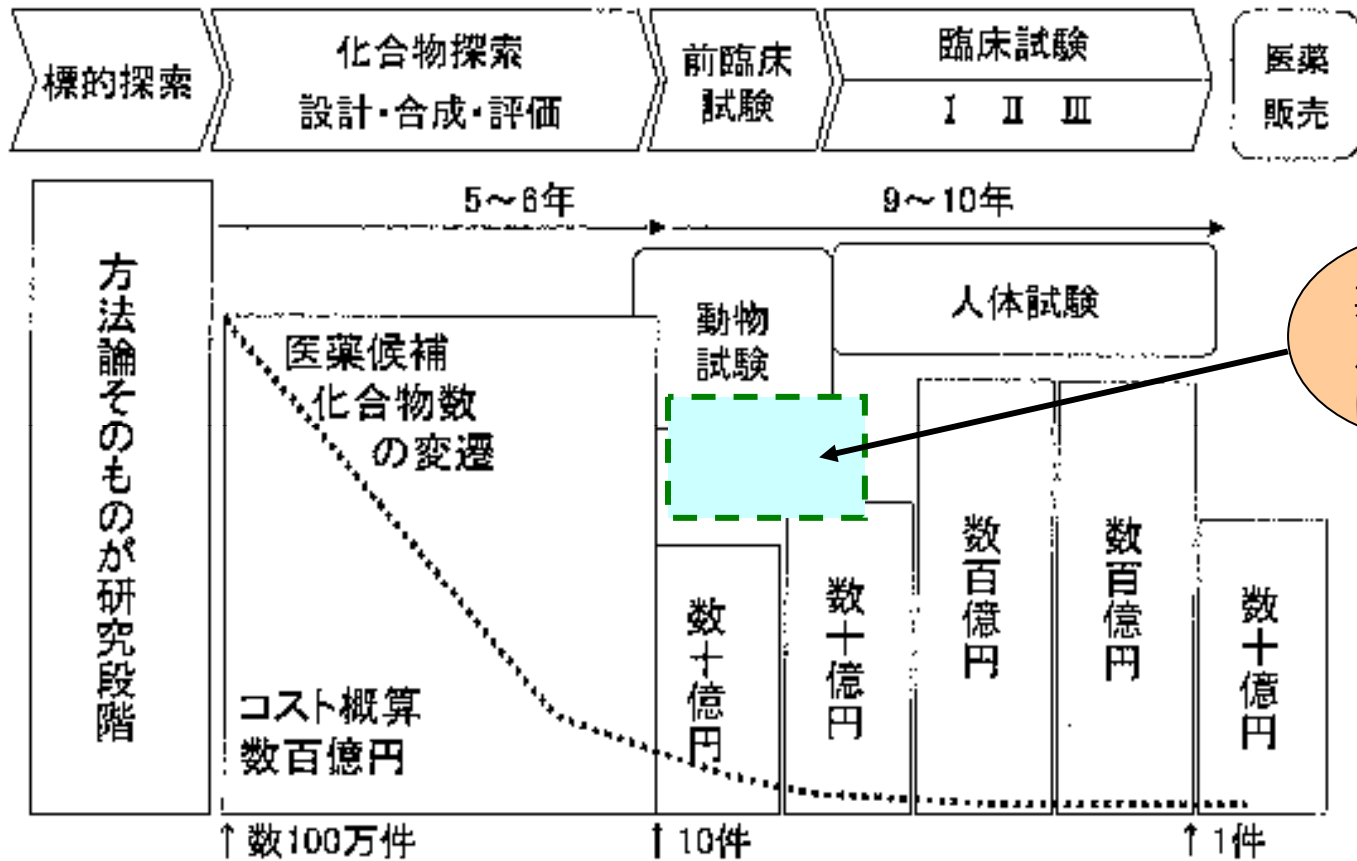 標的探索
化合物探索
設計・合成・評価
前臨床
試験
臨床試験
I II III
医薬
販売
5～6年
9～10年
方法論そのものが研究段階
医薬候補
化合物数
の変遷
動物
試験
人体試験
コスト概算
数百億円
数十億円
数十億円
数百億円
数百億円
数十億円
↑数100万件
↑10件
↑1件